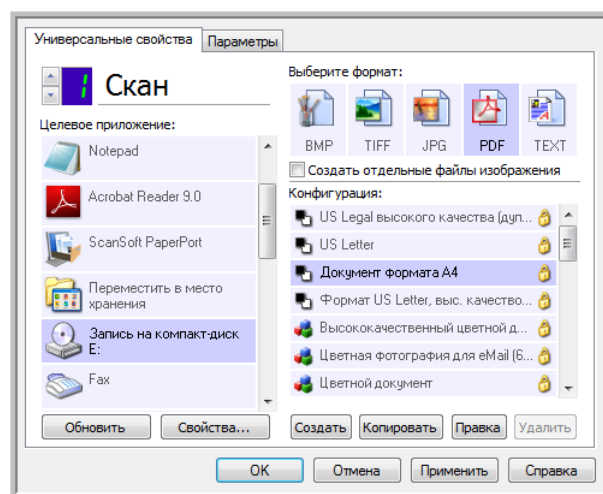 Универсальные свойства
Параметры
1
Скан
Целевое приложение:
Notepad
Acrobat Reader 9.0
ScanSoft PaperPort
Переместить в место
хранения
Запись на компакт-диск
E:
Fax
Обновить
Свойства...
Выберите формат:
BMP
TIFF
JPG
PDF
TEXT
Создать отдельные файлы изображения
Конфигурация:
US Legal высокого качества (дуп...
US Letter
Документ формата A4
Формат US Letter, выс. качество...
Высококачественный цветной д...
Цветная фотография для eMail (6...
Цветной документ
Создать
Копировать
Правка
Удалить
OK
Отмена
Применить
Справка